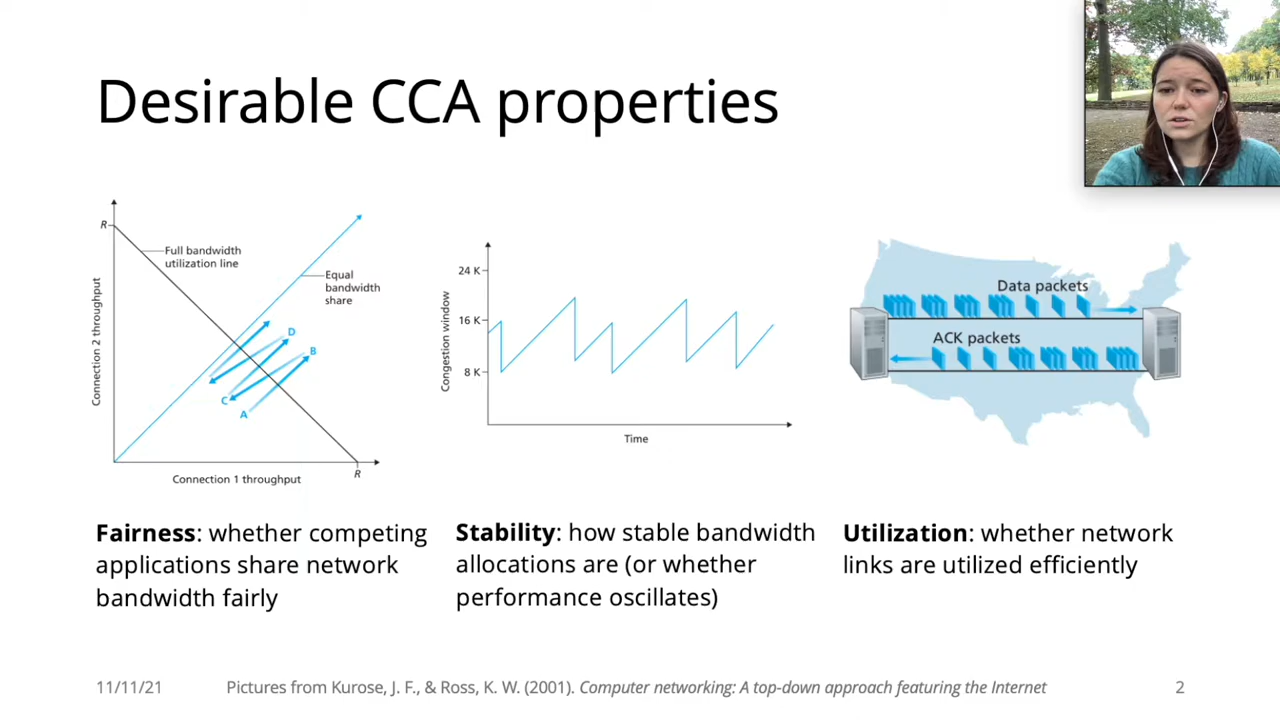 Desirable CCA properties
R
Full bandwidth
utilization line
Equal
bandwidth
share
D
B
C
A
Connection 2 throughput
R
Connection 1 throughput
24 K
16 K
8 K
Congestion window
Time
Data packets
ACK packets
Fairness: whether competing
applications share network
bandwidth fairly
Stability: how stable bandwidth
allocations are (or whether
performance oscillates)
Utilization: whether network
links are utilized efficiently
11/11/21
Pictures from Kurose, J. F., & Ross, K. W. (2001). Computer networking: A top-down approach featuring the Internet
2